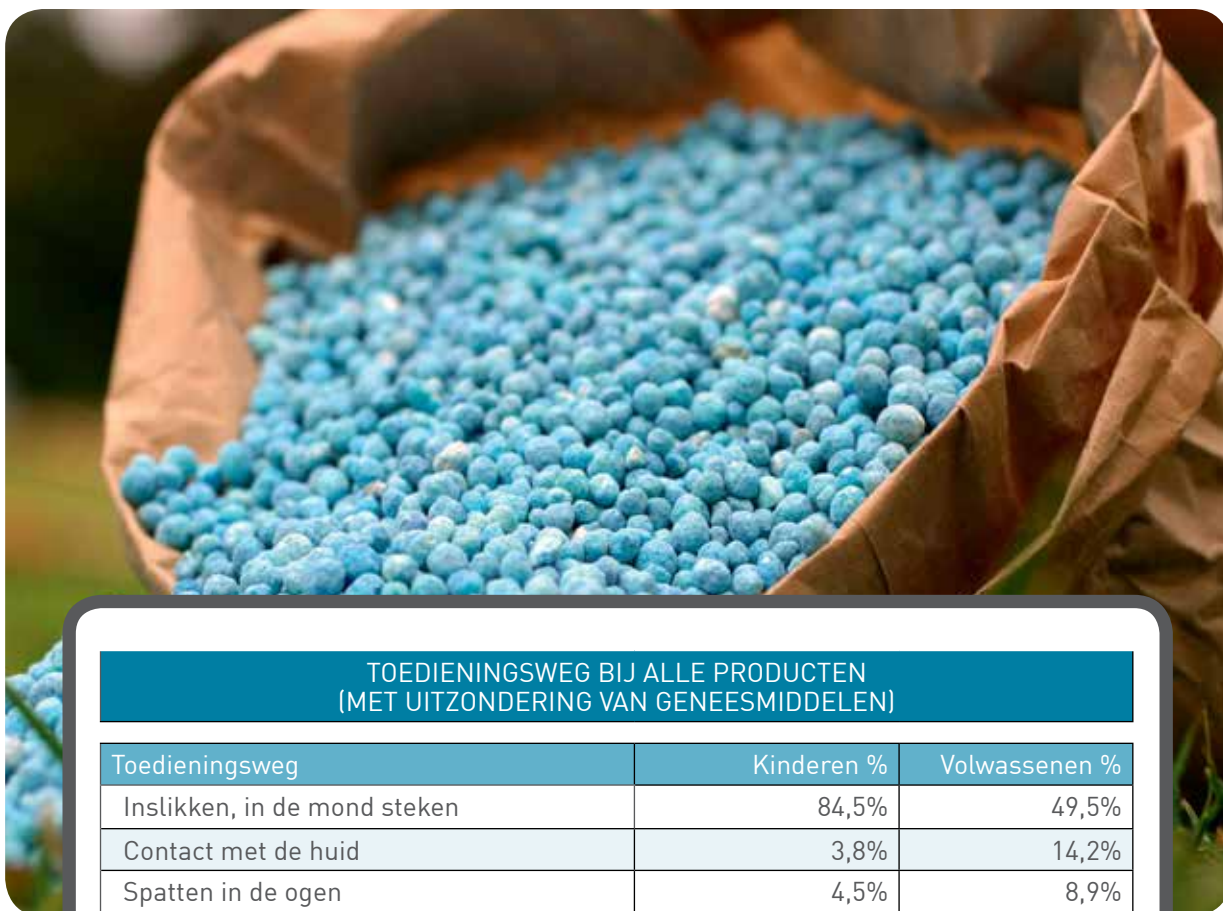 TOEDIENINGSWEG BIJ ALLE PRODUCTEN
(MET UITZONDERING VAN GENEESMIDDELEN)
Toedieningsweg Kinderen % Volwassenen %
Inslikken, in de mond steken 84,5% 49,5%
Contact met de huid 3,8% 14,2%
Spatten in de ogen 4,5% 8,9%